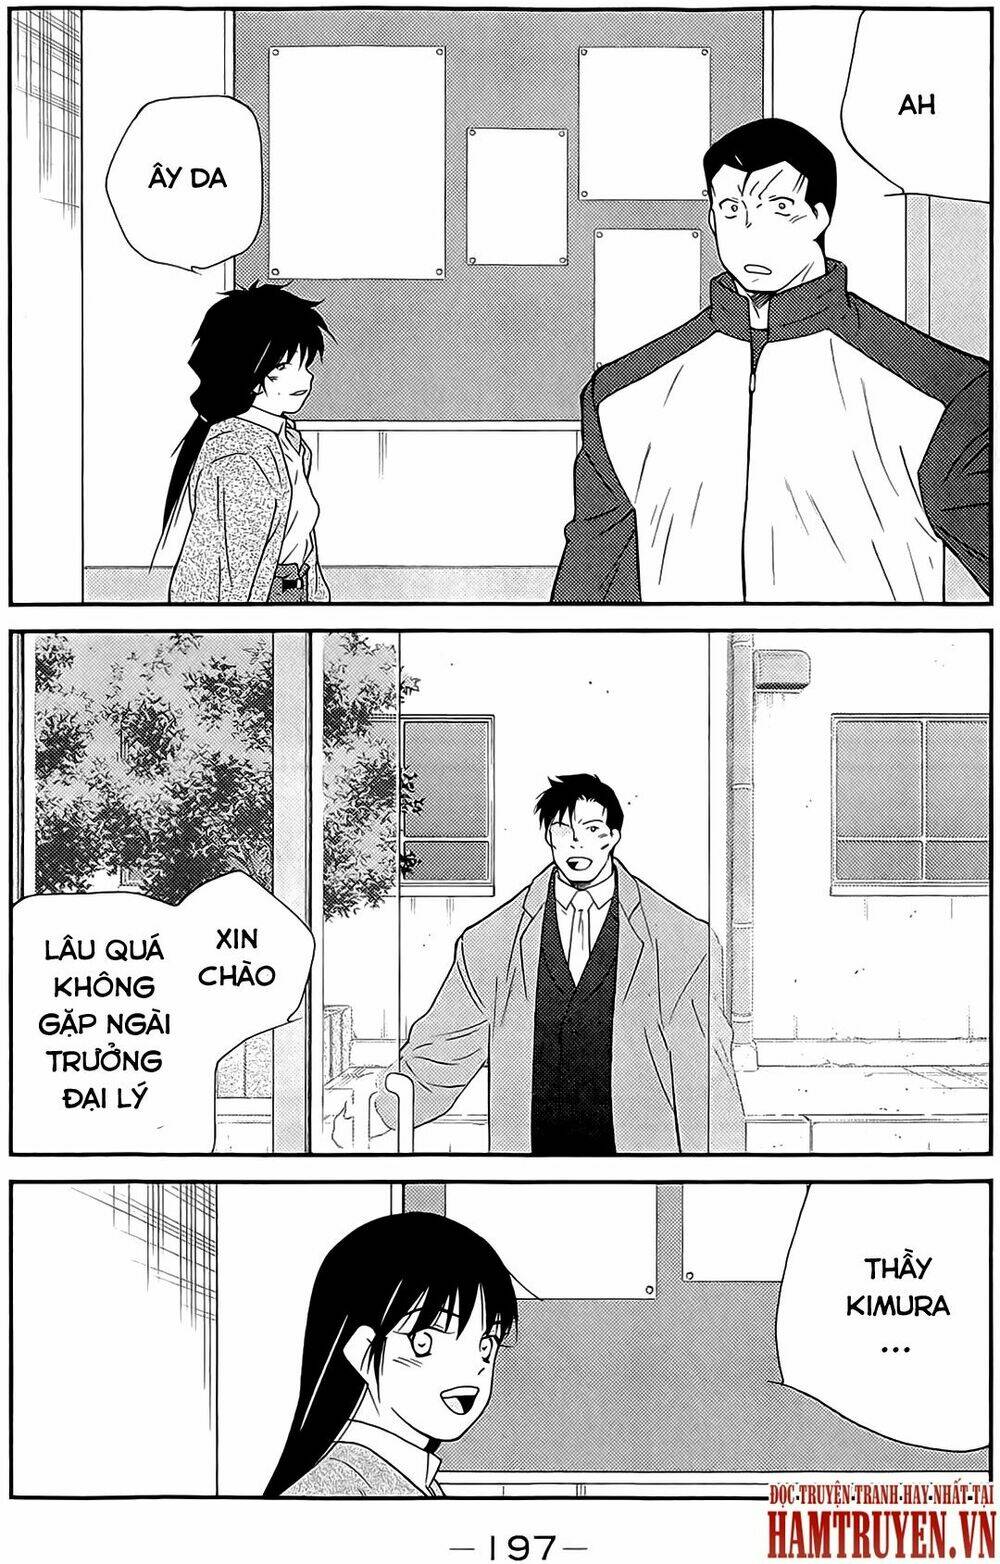 AH
ÂY DA
XIN
CHÀO
LÂU QUÁ
KHÔNG
GẶP NGÀI
TRƯỞNG
ĐẠI LÝ
THẦY
KIMURA
...
ĐỌC TRUYỆN TRANH HAY NHẤT TẠI
HAMTRUYEN.VN
—197—